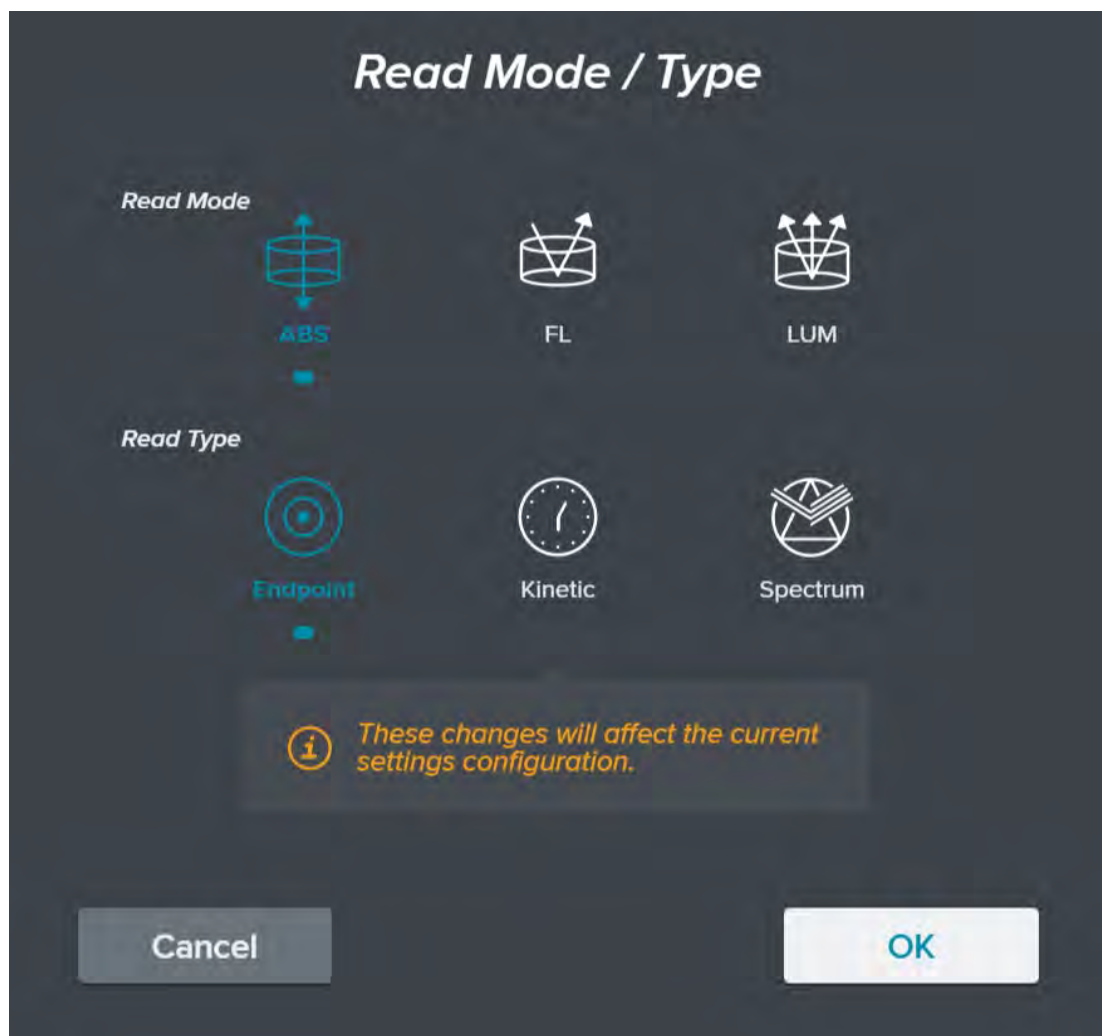 Read Mode / Type
Read Mode
ABS
FL
LUM
Read Type
Endpoint
Kinetic
Spectrum
These changes will affect the current
settings configuration.
Cancel
OK